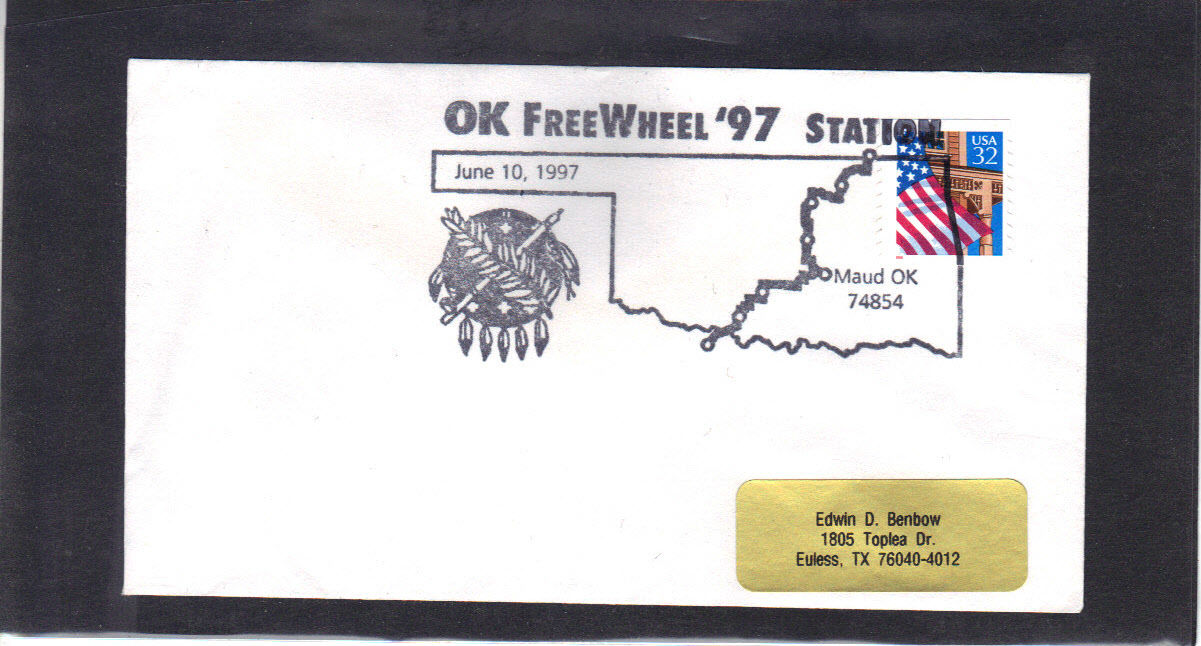 OK FREEWHEEL '97 STATION
June 10, 1997
USA
32
Maud OK
74854
Edwin D. Benbow
1805 Toplea Dr.
Euless, TX 76040-4012